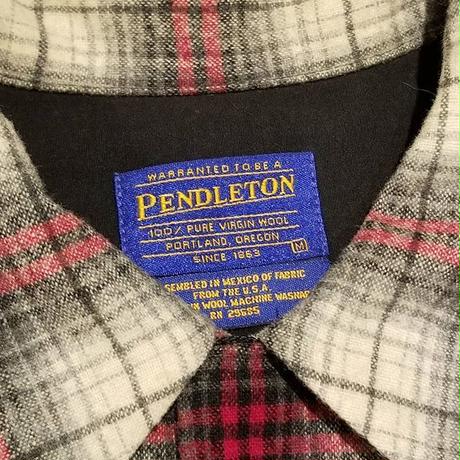 WARRANTED TO BE A
PENDLETON
100% PURE VIRGIN WOOL
PORTLAND, OREGON
SINCE 1863 M
SEMBLED IN MEXICO OF FABRIC
FROM THE U.S.A.
WOOL MACHINE WASHAB
RN 29685